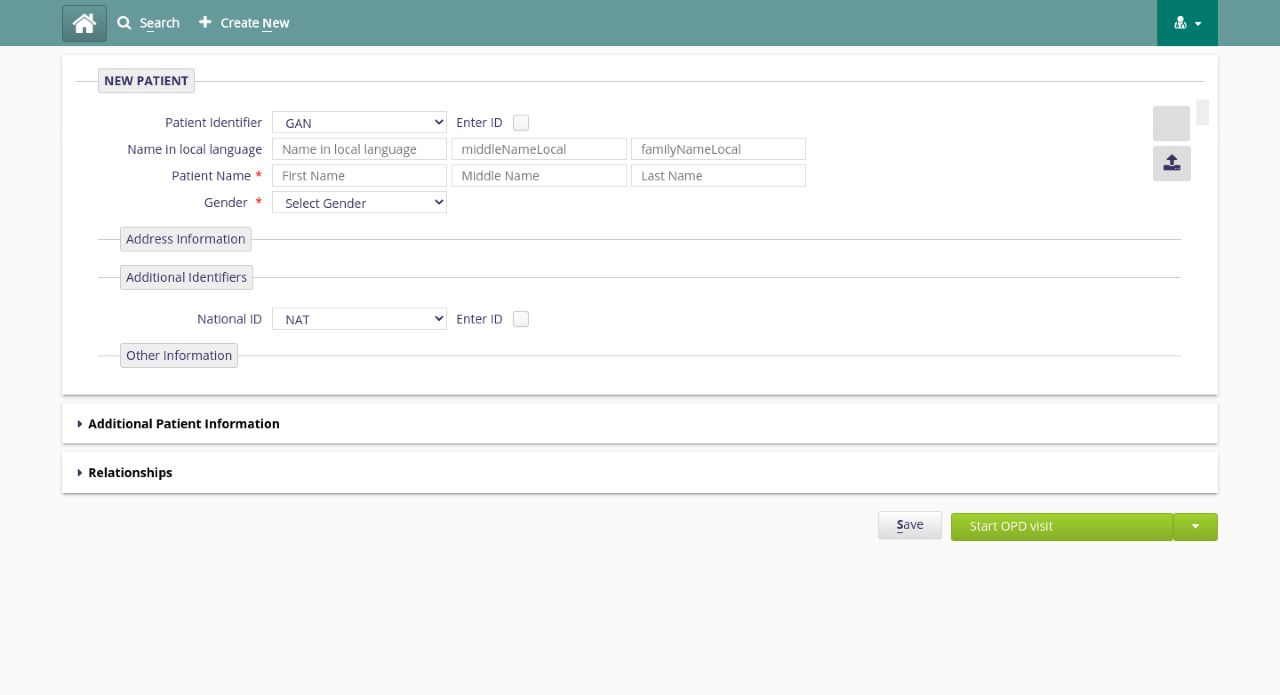 Search Create New
NEW PATIENT
Patient Identifier GAN Enter ID
Name in local language Name in local language middleNameLocal familyNameLocal
Patient Name * First Name Middle Name Last Name
Gender * Select Gender
Address Information
Additional Identifiers
National ID NAT Enter ID
Other Information
Additional Patient Information
Relationships
Save Start OPD visit